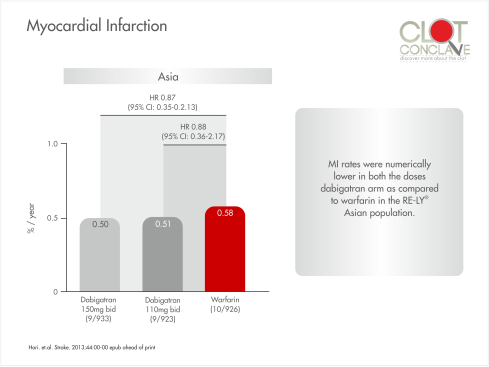 Myocardial Infarction
CLOT
CONCLAVE
discover more about the clot
Asia
HR 0.87
(95% CI: 0.35-0.2.13)
HR 0.88
(95% CI: 0.36-2.17)
% / year
1.0
0.5
0
0.50
0.51
0.58
Dabigatran
150mg bid
(9/933)
Dabigatran
110mg bid
(9/923)
Warfarin
(10/926)
MI rates were numerically
lower in both the doses
dabigatran arm as compared
to warfarin in the RE-LY®
Asian population.
Hori. et.al. Stroke. 2013;44:00-00 epub ahead of print